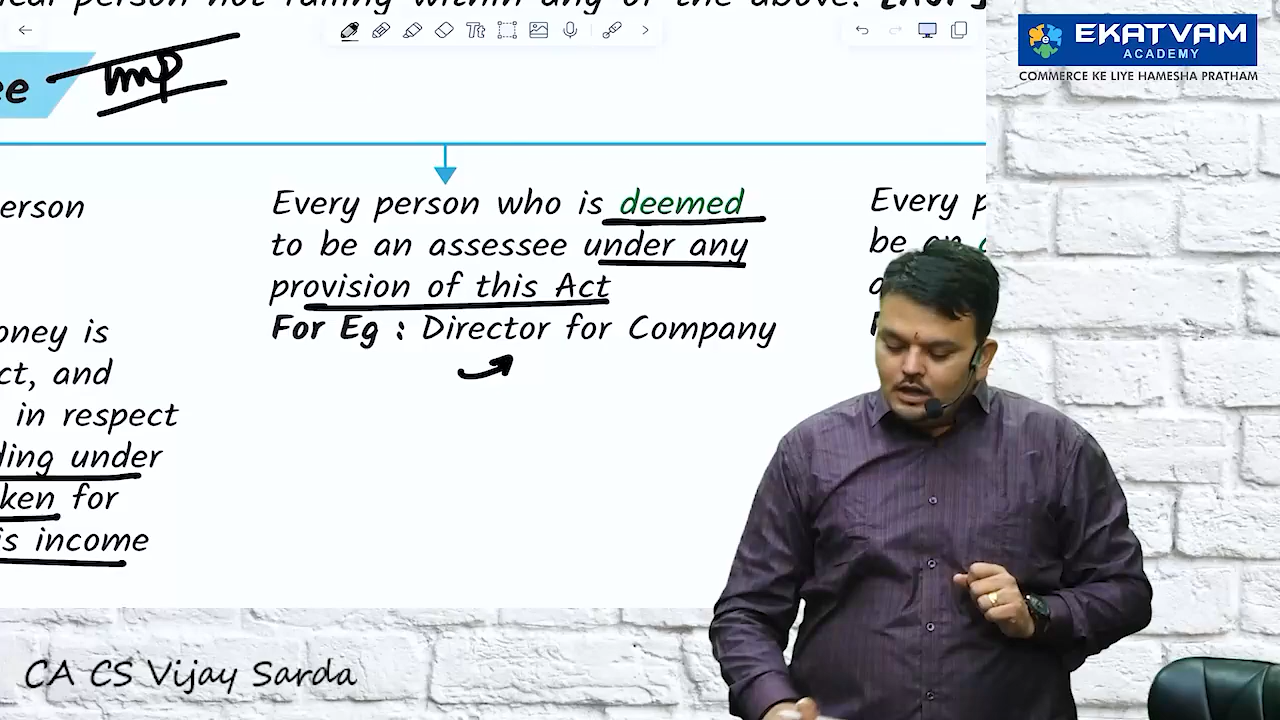 EKATVAM
ACADEMY
COMMERCE KE LIYE HAMESHA PRATHAM
ee
Imp
erson
Every person who is deemed
to be an assessee under any
provision of this Act
For Eg : Director for Company
Every p
be an
oney is
ct, and
in respect
ding under
ken for
is income
CA CS Vijay Sarda